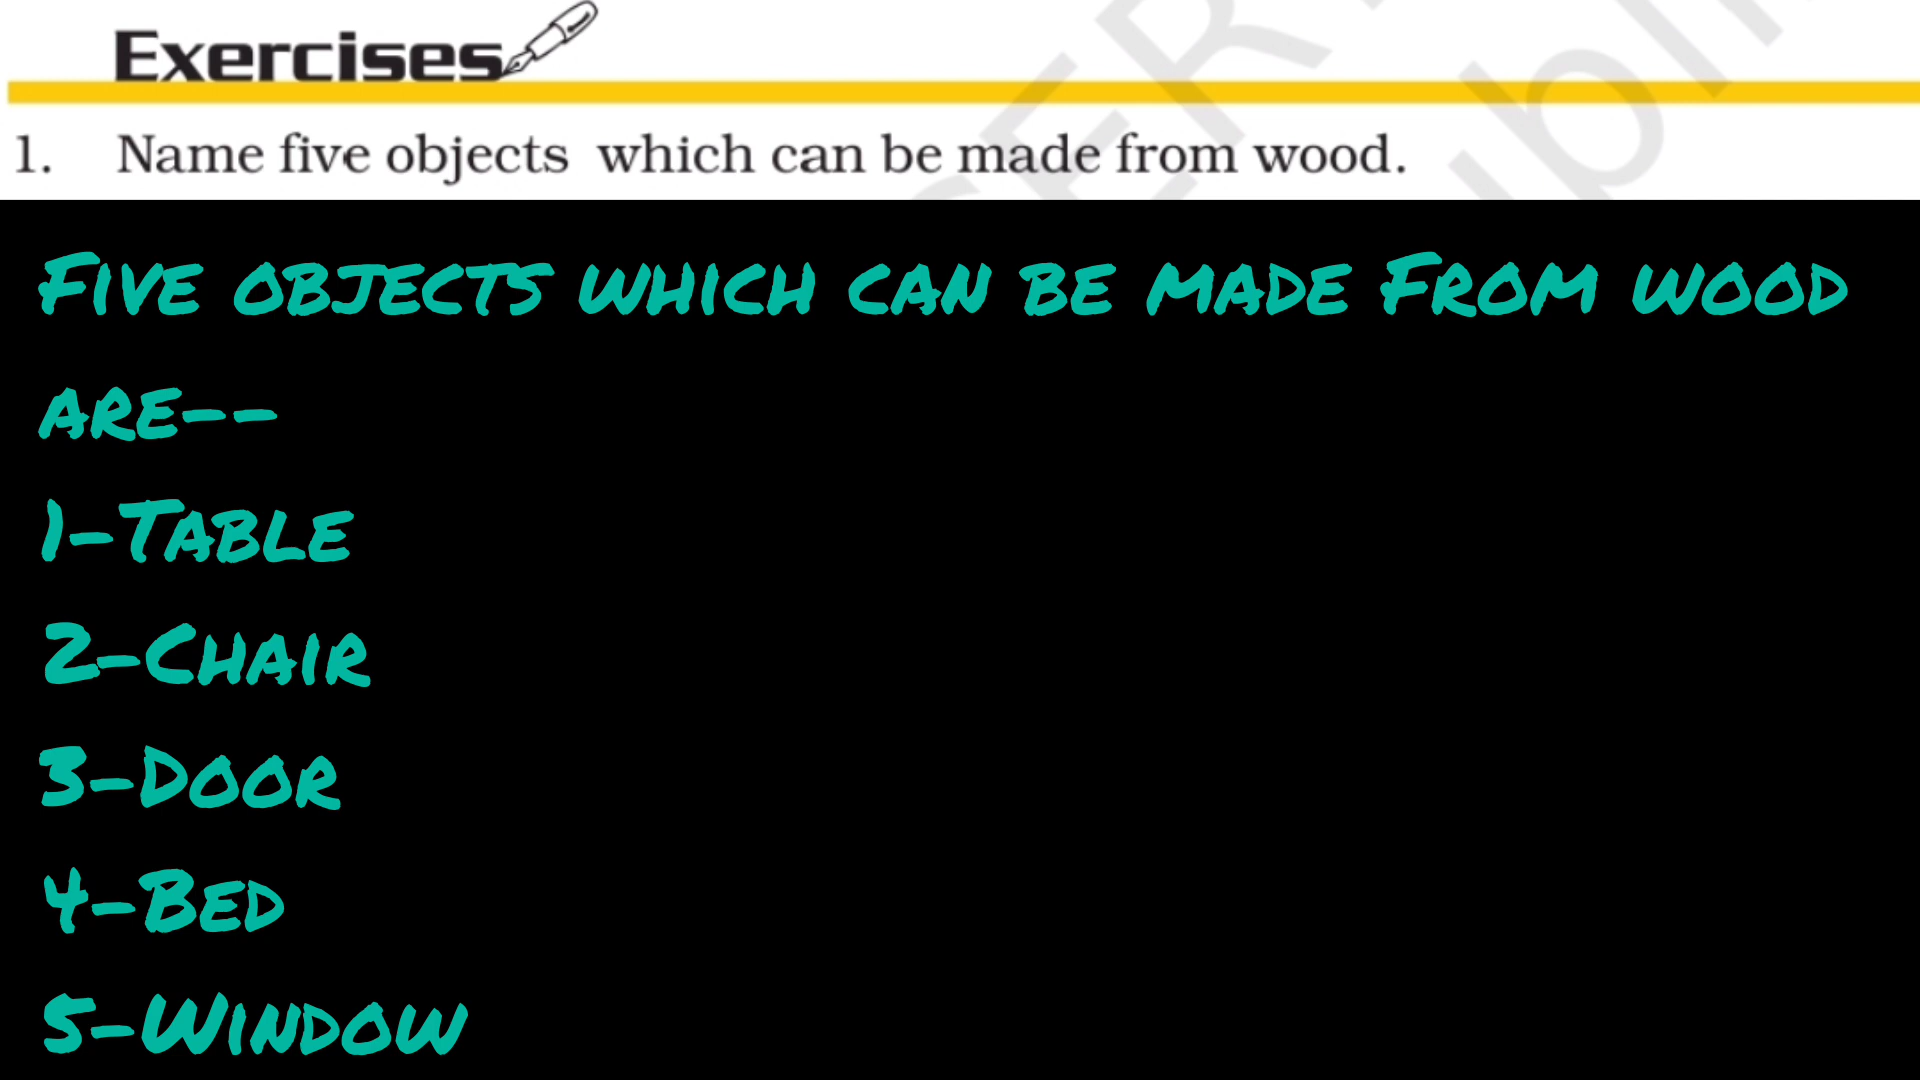 Exercises
1. Name five objects which can be made from wood.
FIVE OBJECTS WHICH CAN BE MADE FROM WOOD
ARE--
1-TABLE
2-CHAIR
3-DOOR
4-BED
5-WINDOW